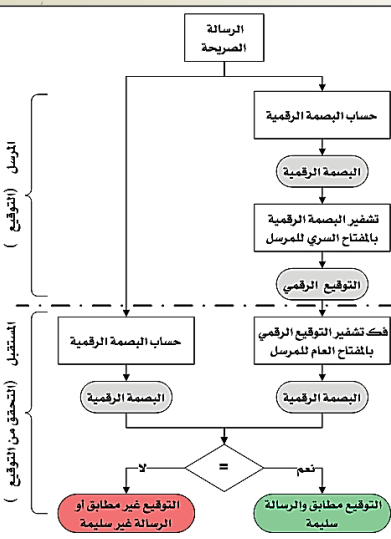 الرسالة
الصريحة
حساب البصمة الرقمية
البصمة الرقمية
تشفير البصمة الرقمية
بالمفتاح السري للمرسل
التوقيع الرقمي
المرسل (التوقيع )
فك تشفير التوقيع الرقمي
بالمفتاح العام للمرسل
حساب البصمة الرقمية
البصمة الرقمية
البصمة الرقمية
المستقبل (التحقق من التوقيع )
=
نعم
لا
التوقيع مطابق والرسالة
سليمة
التوقيع غير مطابق أو
الرسالة غير سليمة